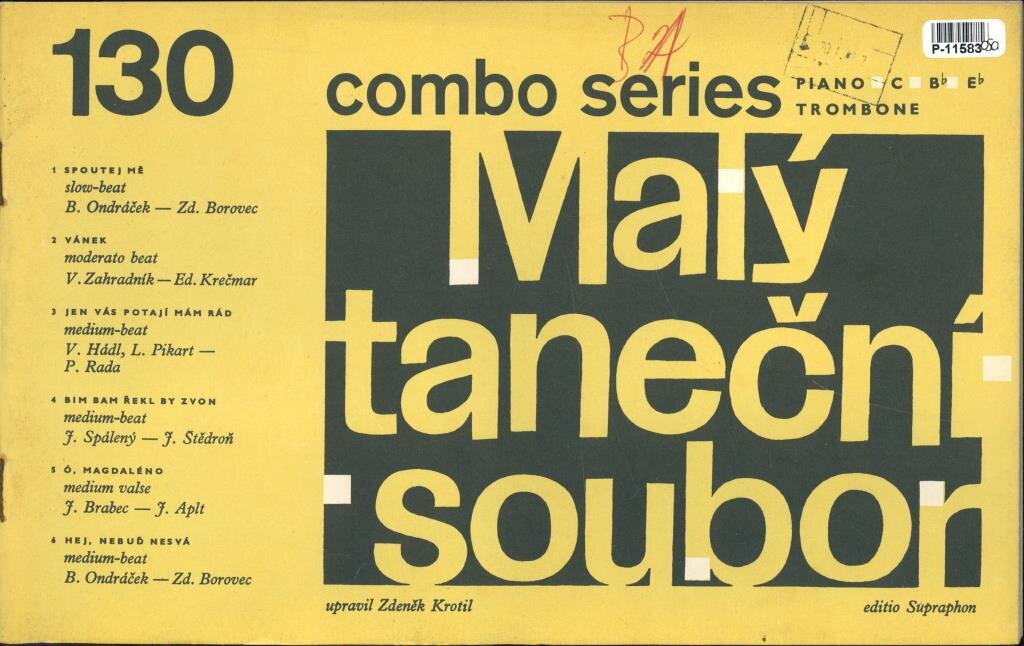 130
combo series
PIANO C B♭ E♭
TROMBONE
P-11583
1 SPOUTEJ MĚ
slow-beat
B. Ondráček — Zd. Borovec
2 VÁNEK
moderato beat
V. Zahradník — Ed. Krečmar
3 JEN VÁS POTAJÍ MÁM RÁD
medium-beat
V. Hádl, L. Pikart —
P. Rada
4 BIM BAM ŘEKL BY ZVON
medium-beat
J. Spálený — J. Štědroň
5 Ó, MAGDALÉNO
medium valse
J. Brabec — J. Aplt
6 HEJ, NEBUĎ NESVÁ
medium-beat
B. Ondráček — Zd. Borovec
Malý
taneční
soubor
upravil Zdeněk Krotil
editio Supraphon